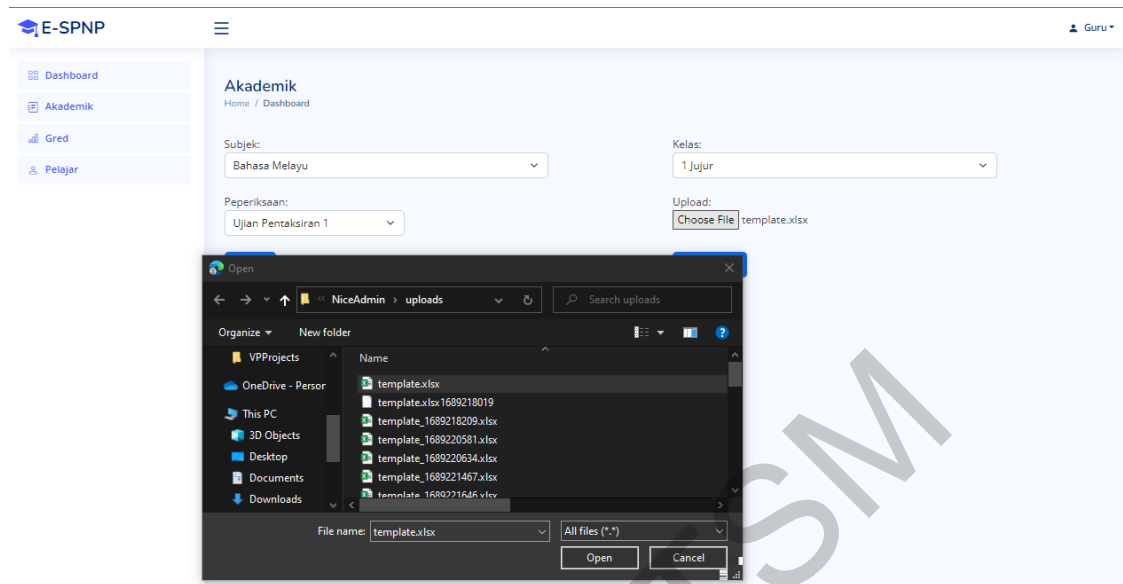 E-SPNP
Guru
Dashboard
Akademik
Gred
Pelajar
Akademik
Home / Dashboard
Subjek:
Bahasa Melayu
Kelas:
1 Jujur
Peperiksaan:
Ujian Pentaksiran 1
Upload:
Choose File template.xlsx
Open
NiceAdmin › uploads
Search uploads
Organize
New folder
VPProjects
OneDrive - Person
This PC
3D Objects
Desktop
Documents
Downloads
Name
template.xlsx
template.xlsx1689218019
template_1689218209.xlsx
template_1689220581.xlsx
template_1689220634.xlsx
template_1689221467.xlsx
template_1689221646.xlsx
File name: template.xlsx
All files (*.*)
Open
Cancel
TSM